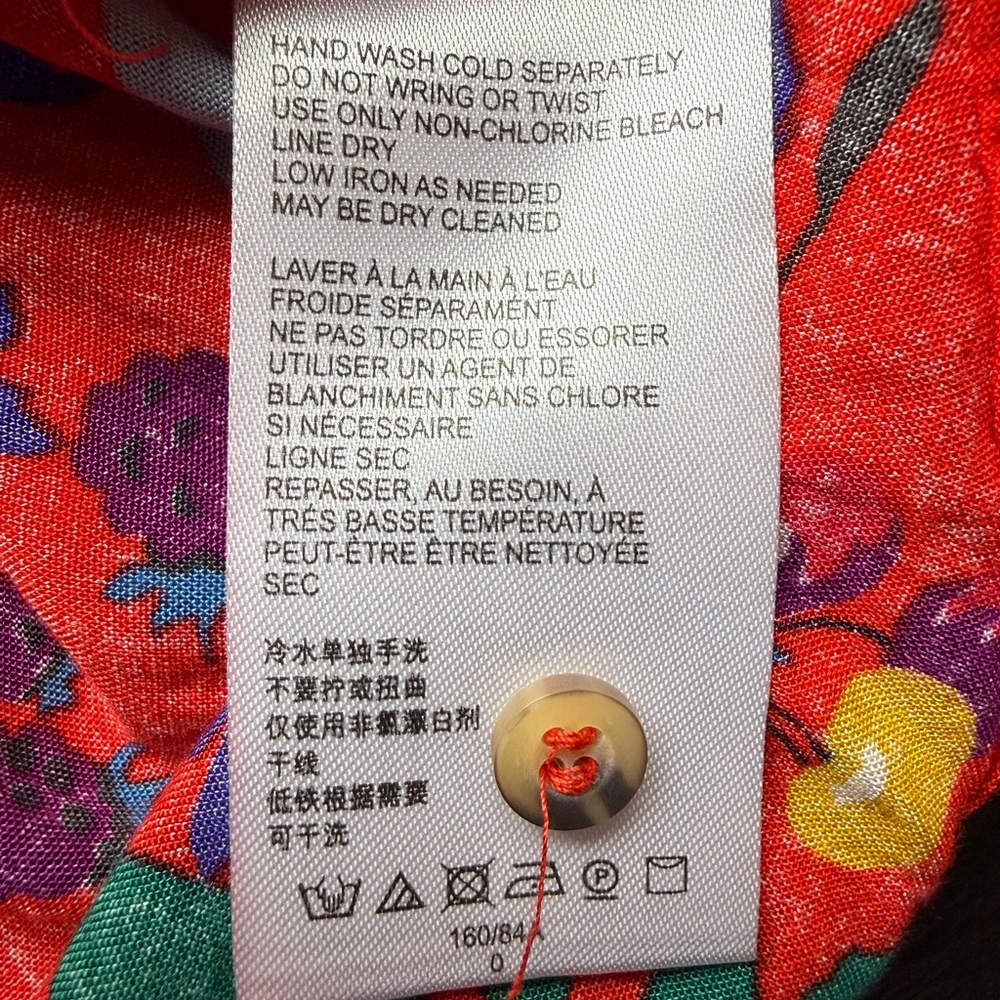 HAND WASH COLD SEPARATELY
DO NOT WRING OR TWIST
USE ONLY NON-CHLORINE BLEACH
LINE DRY
LOW IRON AS NEEDED
MAY BE DRY CLEANED
LAVER À LA MAIN À L'EAU
FROIDE SÉPARAMENT
NE PAS TORDRE OU ESSORER
UTILISER UN AGENT DE
BLANCHIMENT SANS CHLORE
SI NÉCESSAIRE
LIGNE SEC
REPASSER, AU BESOIN, À
TRÉS BASSE TEMPÉRATURE
PEUT-ÊTRE ÊTRE NETTOYÉE
SEC
冷水单独手洗
不要拧或扭曲
仅使用非氯漂白剂
干线
低铁根据需要
可干洗
P
160/84A
0